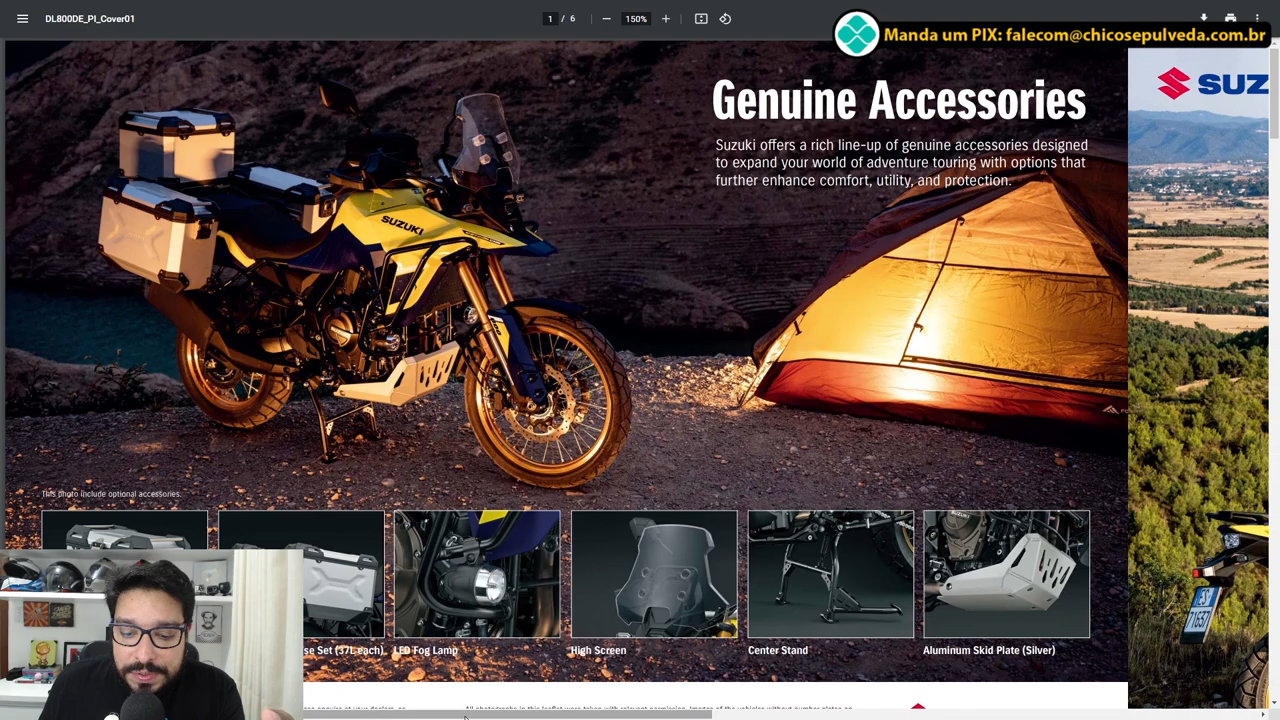 DL800DE_PI_Cover01
1 / 6
150%
Manda um PIX: falecom@chicosepulveda.com.br
Genuine Accessories
Suzuki offers a rich line-up of genuine accessories designed
to expand your world of adventure touring with options that
further enhance comfort, utility, and protection.
SUZ
SUZUKI
This photo include optional accessories.
se Set (37L each)
LED Fog Lamp
High Screen
Center Stand
Aluminum Skid Plate (Silver)